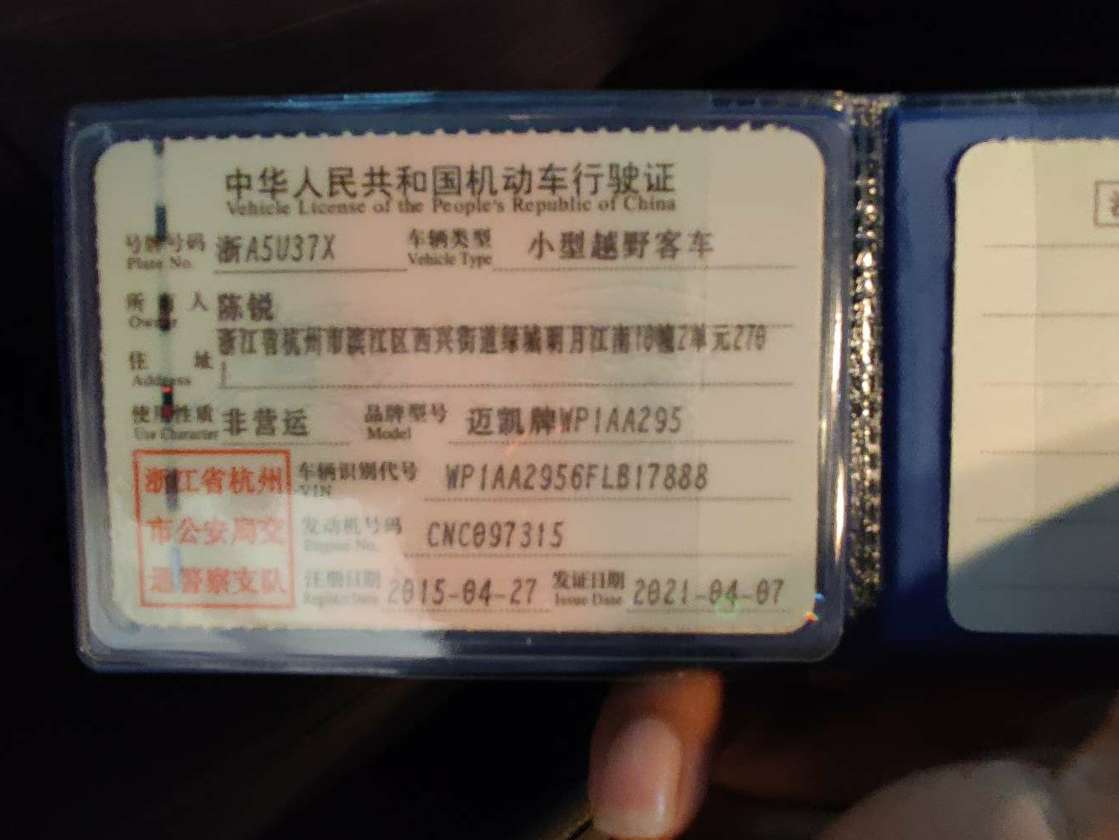 中华人民共和国机动车行驶证
Vehicle License of the People's Republic of China
号牌号码 浙A5U37X 车辆类型 小型越野客车
Plate No. Vehicle Type
所有人 陈锐
Owner
浙江省杭州市滨江区西兴街道绿城明月江南10幢2单元270
住址 1
Address
使用性质 非营运 品牌型号 迈凯牌WP1AA295
Use Character Model
浙江省杭州 车辆识别代号 WP1AA2956FLB17888
VIN
市公安局交 发动机号码 CNC097315
Engine No.
通警察支队 注册日期 2015-04-27 发证日期 2021-04-07
Register Date Issue Date